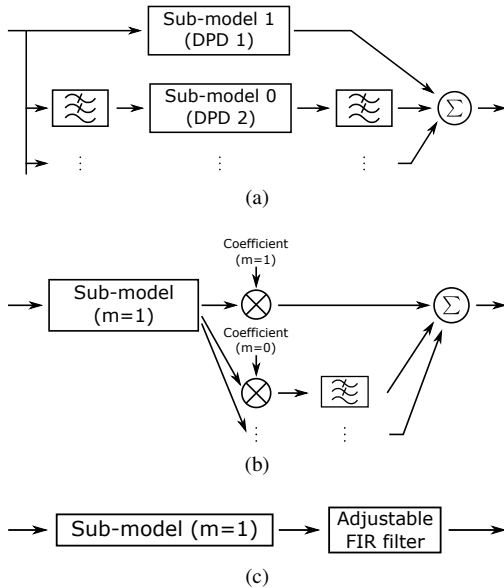 Sub-model 1
(DPD 1)
Sub-model 0
(DPD 2)
Σ
⋮ ⋮ ⋮
(a)
Coefficient
(m=1)
Sub-model
(m=1)
Σ
Coefficient
(m=0)
⋮ ⋮
(b)
Sub-model (m=1)
Adjustable
FIR filter
(c)